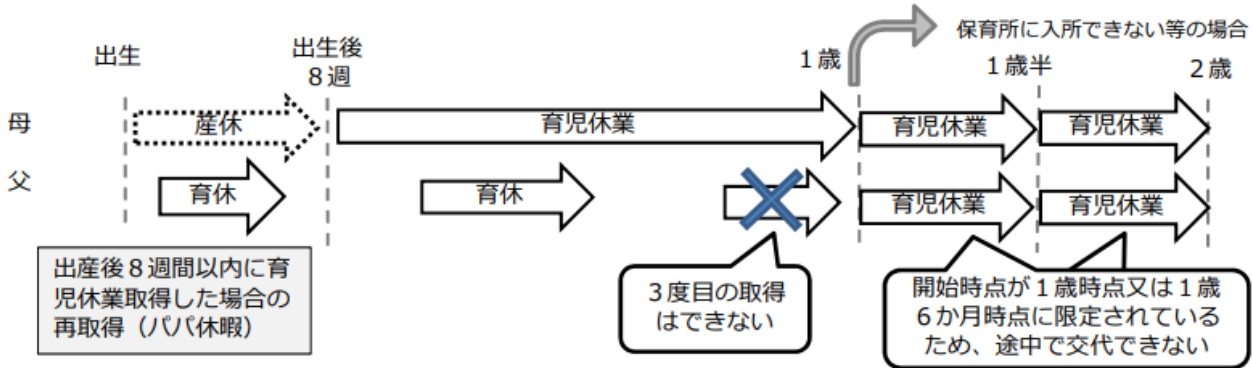 保育所に入所できない等の場合
出生
出生後
8週
1歳
1歳半
2歳
母
産休
育児休業
育児休業
育児休業
父
育休
育休
育児休業
育児休業
出産後8週間以内に育
児休業取得した場合の
再取得(パパ休暇)
3度目の取得
はできない
開始時点が1歳時点又は1歳
6か月時点に限定されている
ため、途中で交代できない